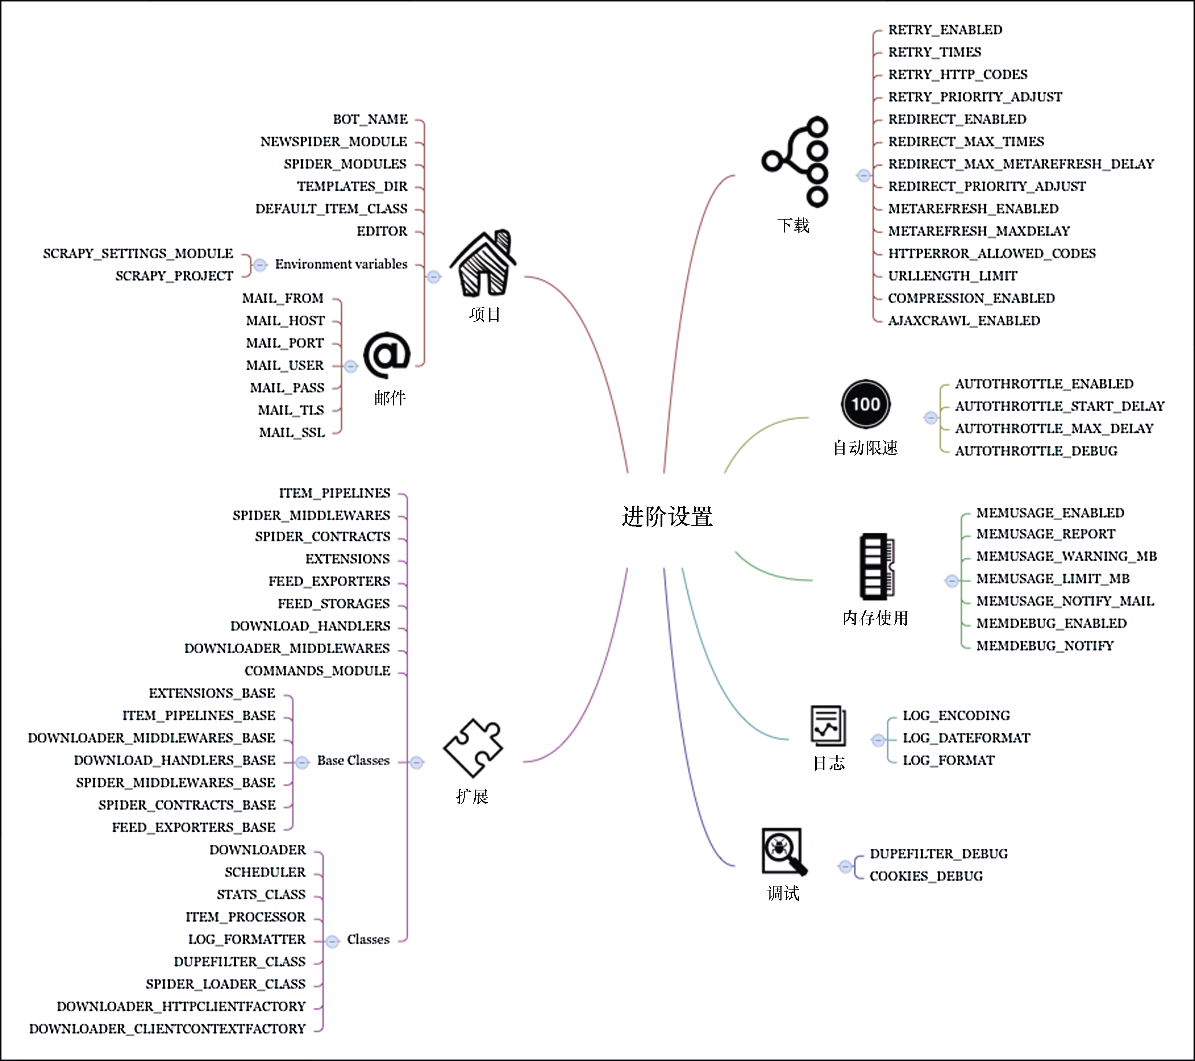 进阶设置
项目
BOT_NAME
NEWSPIDER_MODULE
SPIDER_MODULES
TEMPLATES_DIR
DEFAULT_ITEM_CLASS
EDITOR
Environment variables
SCRAPY_SETTINGS_MODULE
SCRAPY_PROJECT
邮件
MAIL_FROM
MAIL_HOST
MAIL_PORT
MAIL_USER
MAIL_PASS
MAIL_TLS
MAIL_SSL
扩展
ITEM_PIPELINES
SPIDER_MIDDLEWARES
SPIDER_CONTRACTS
EXTENSIONS
FEED_EXPORTERS
FEED_STORAGES
DOWNLOAD_HANDLERS
DOWNLOADER_MIDDLEWARES
COMMANDS_MODULE
Base Classes
EXTENSIONS_BASE
ITEM_PIPELINES_BASE
DOWNLOADER_MIDDLEWARES_BASE
DOWNLOAD_HANDLERS_BASE
SPIDER_MIDDLEWARES_BASE
SPIDER_CONTRACTS_BASE
FEED_EXPORTERS_BASE
Classes
DOWNLOADER
SCHEDULER
STATS_CLASS
ITEM_PROCESSOR
LOG_FORMATTER
DUPEFILTER_CLASS
SPIDER_LOADER_CLASS
DOWNLOADER_HTTPCLIENTFACTORY
DOWNLOADER_CLIENTCONTEXTFACTORY
下载
RETRY_ENABLED
RETRY_TIMES
RETRY_HTTP_CODES
RETRY_PRIORITY_ADJUST
REDIRECT_ENABLED
REDIRECT_MAX_TIMES
REDIRECT_MAX_METAREFRESH_DELAY
REDIRECT_PRIORITY_ADJUST
METAREFRESH_ENABLED
METAREFRESH_MAXDELAY
HTTPERROR_ALLOWED_CODES
URLLENGTH_LIMIT
COMPRESSION_ENABLED
AJAXCRAWL_ENABLED
100
自动限速
AUTOTHROTTLE_ENABLED
AUTOTHROTTLE_START_DELAY
AUTOTHROTTLE_MAX_DELAY
AUTOTHROTTLE_DEBUG
内存使用
MEMUSAGE_ENABLED
MEMUSAGE_REPORT
MEMUSAGE_WARNING_MB
MEMUSAGE_LIMIT_MB
MEMUSAGE_NOTIFY_MAIL
MEMDEBUG_ENABLED
MEMDEBUG_NOTIFY
日志
LOG_ENCODING
LOG_DATEFORMAT
LOG_FORMAT
调试
DUPEFILTER_DEBUG
COOKIES_DEBUG